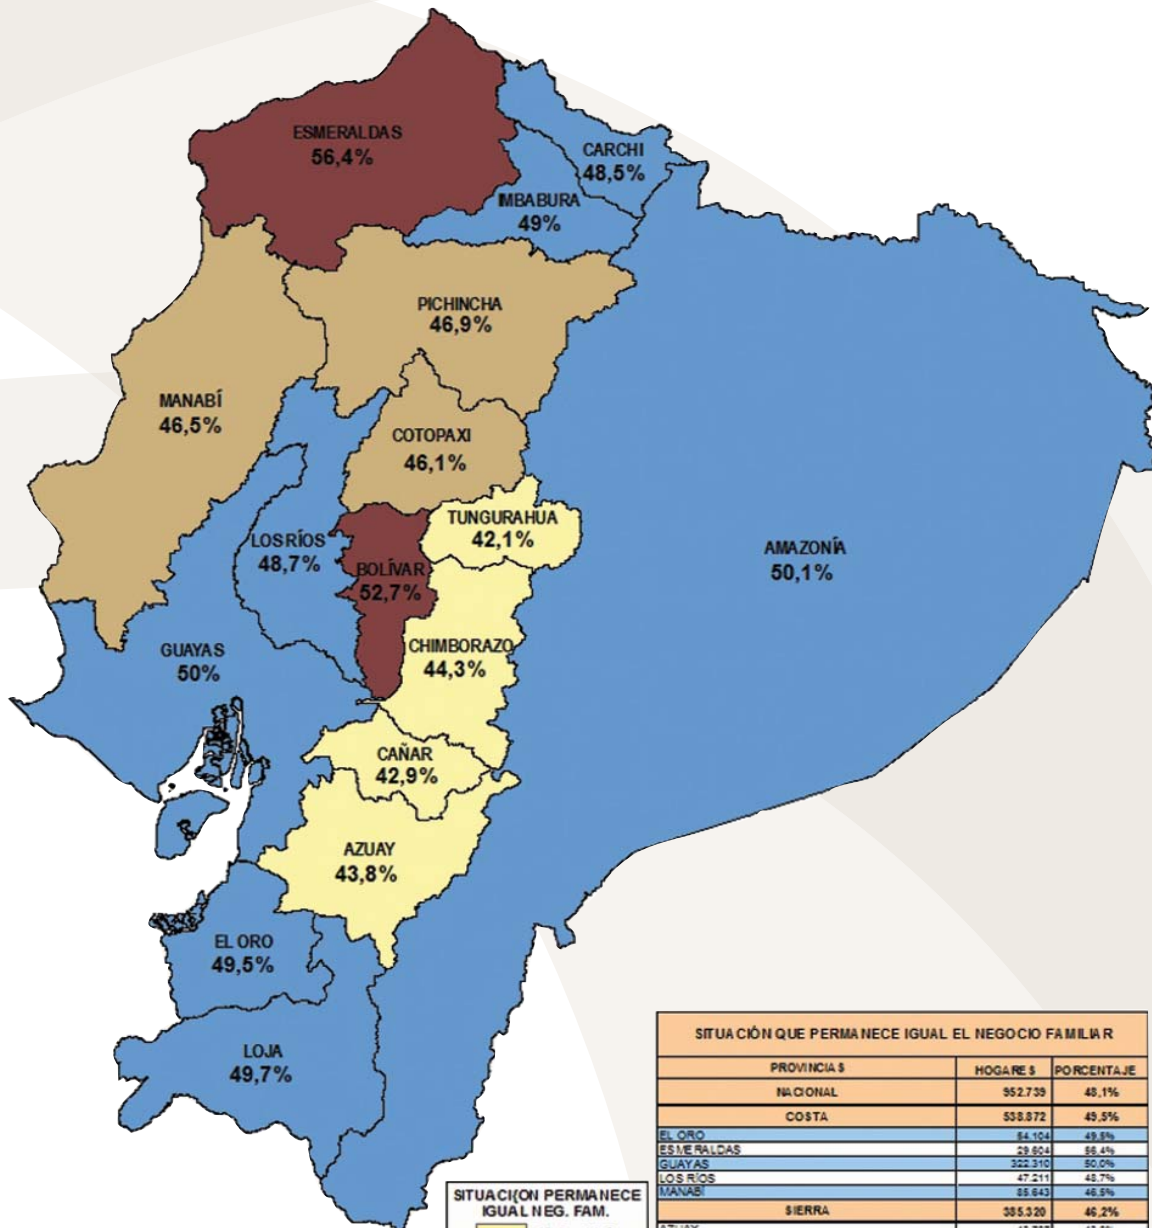 ESMERALDAS
56,4%
CARCHI
48,5%
IMBABURA
49%
PICHINCHA
46,9%
MANABÍ
46,5%
COTOPAXI
46,1%
TUNGURAHUA
42,1%
LOS RÍOS
48,7%
BOLÍVAR
52,7%
AMAZONÍA
50,1%
CHIMBORAZO
44,3%
GUAYAS
50%
CAÑAR
42,9%
AZUAY
43,8%
EL ORO
49,5%
LOJA
49,7%
SITUACI{ON PERMANECE
IGUAL NEG. FAM.
SITUACIÓN QUE PERMANECE IGUAL EL NEGOCIO FAMILIAR
PROVINCIAS HOGARES PORCENTAJE
NACIONAL 952.739 48,1%
COSTA 538.872 49,5%
EL ORO 54.104 49,5%
ESMERALDAS 29.604 56,4%
GUAYAS 322.310 50,0%
LOS RÍOS 47.211 48,7%
MANABÍ 85.643 46,5%
SIERRA 385.320 46,2%